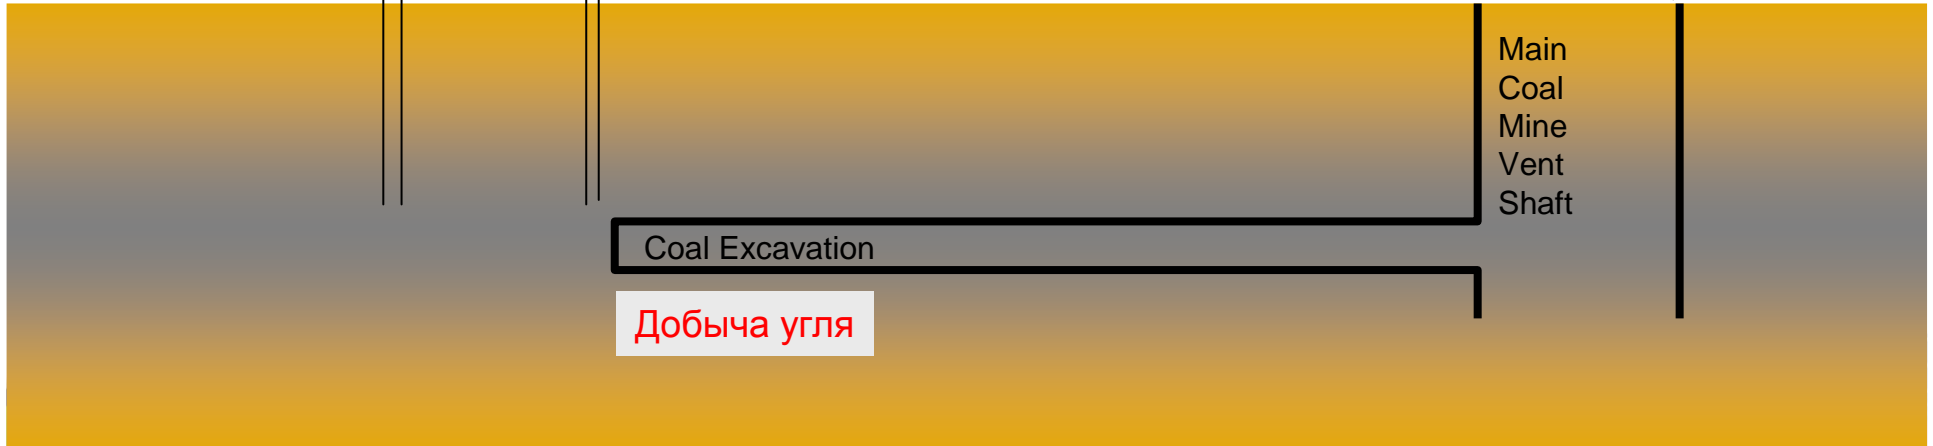 Main
Coal
Mine
Vent
Shaft
Coal Excavation
Добыча угля